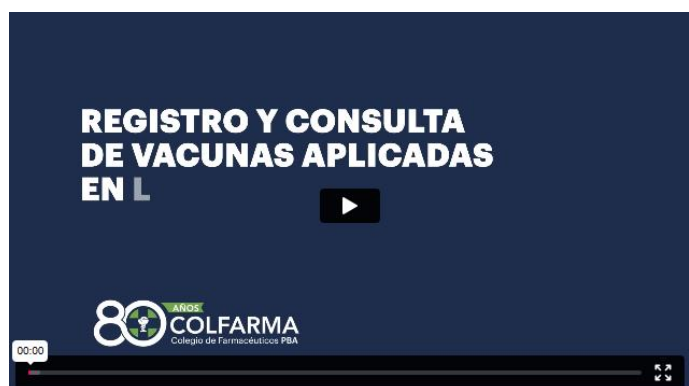 REGISTRO Y CONSULTA
DE VACUNAS APLICADAS
EN L
80 AÑOS
COLFARMA
Colegio de Farmacéuticos PBA
00:00